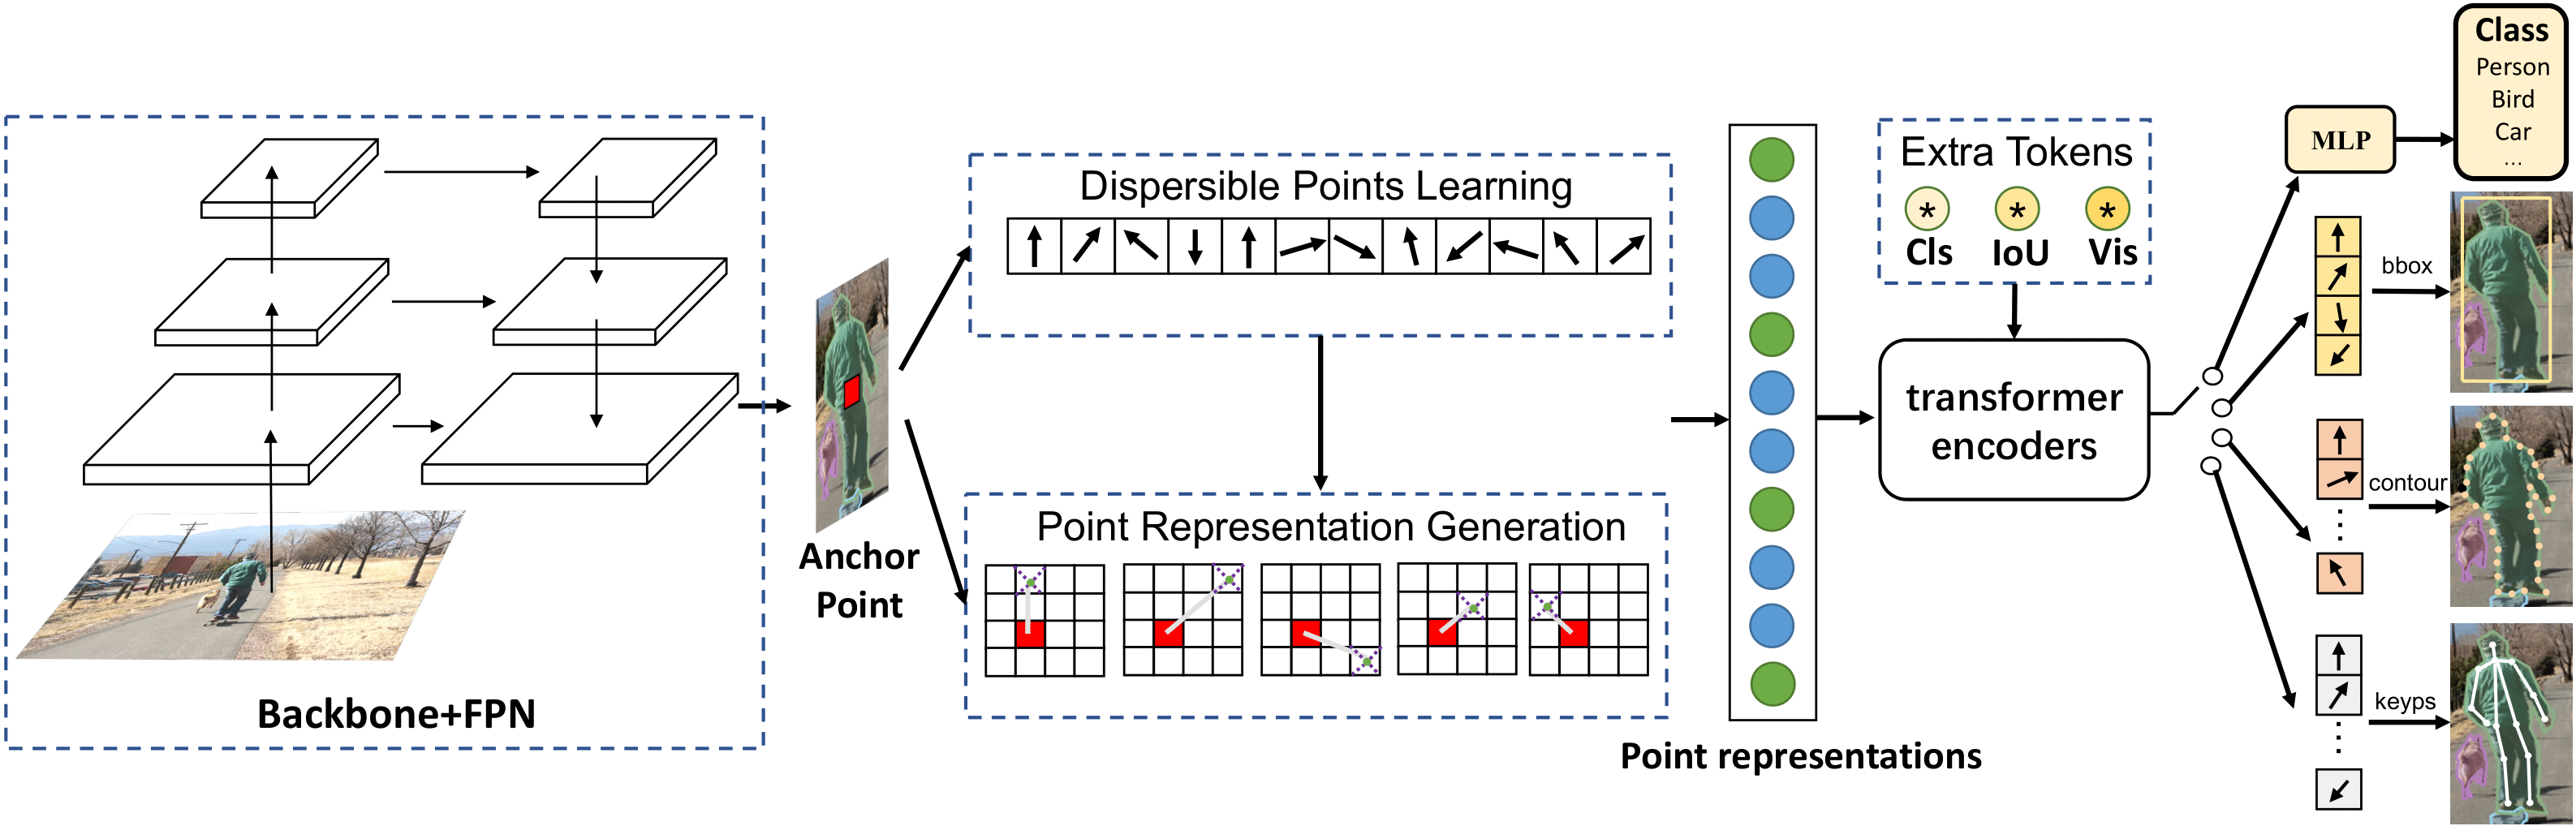 Backbone+FPN
Anchor
Point
Dispersible Points Learning
Point Representation Generation
Point representations
Extra Tokens
* * *
Cls IoU Vis
transformer
encoders
MLP
Class
Person
Bird
Car
...
bbox
contour
keyps